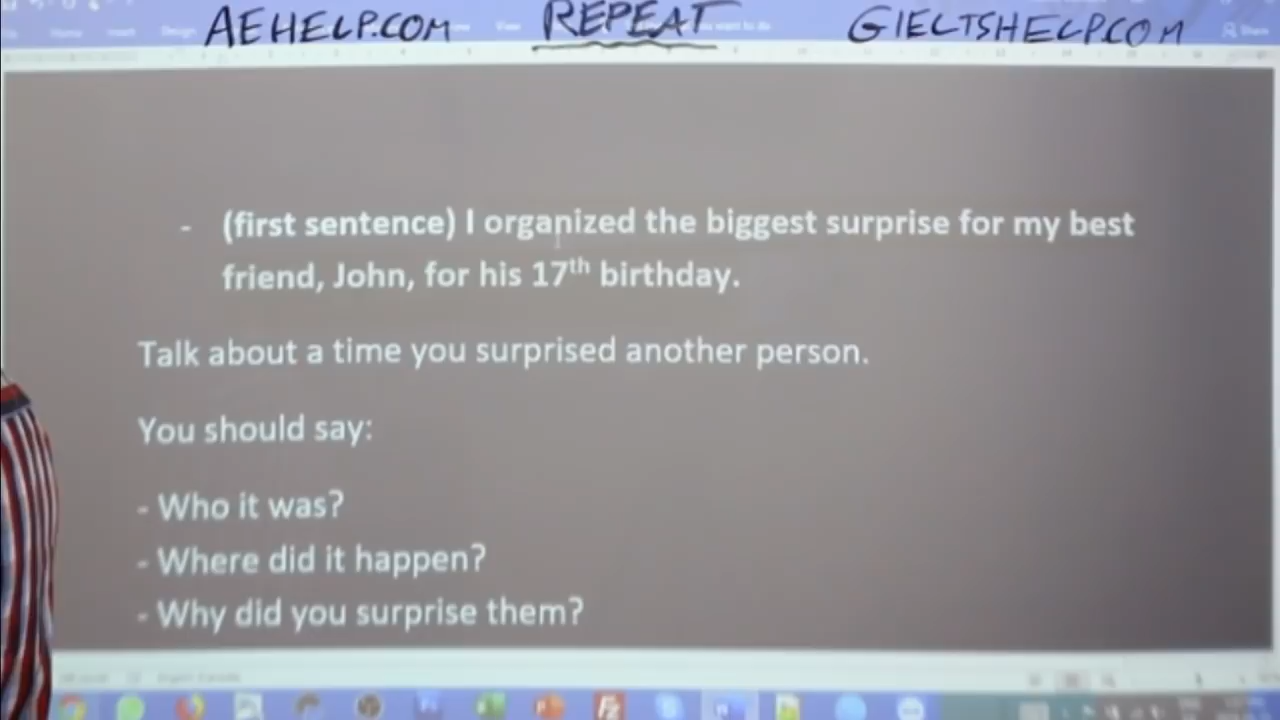 AEHELP.COM REPEAT GIELTSHELP.COM
- (first sentence) I organized the biggest surprise for my best
friend, John, for his 17th birthday.
Talk about a time you surprised another person.
You should say:
- Who it was?
- Where did it happen?
- Why did you surprise them?